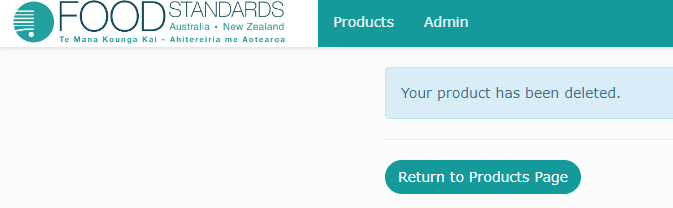 FOOD STANDARDS
Australia • New Zealand
Te Mana Kounga Kai – Ahitereiria me Aotearoa
Products Admin
Your product has been deleted.
Return to Products Page